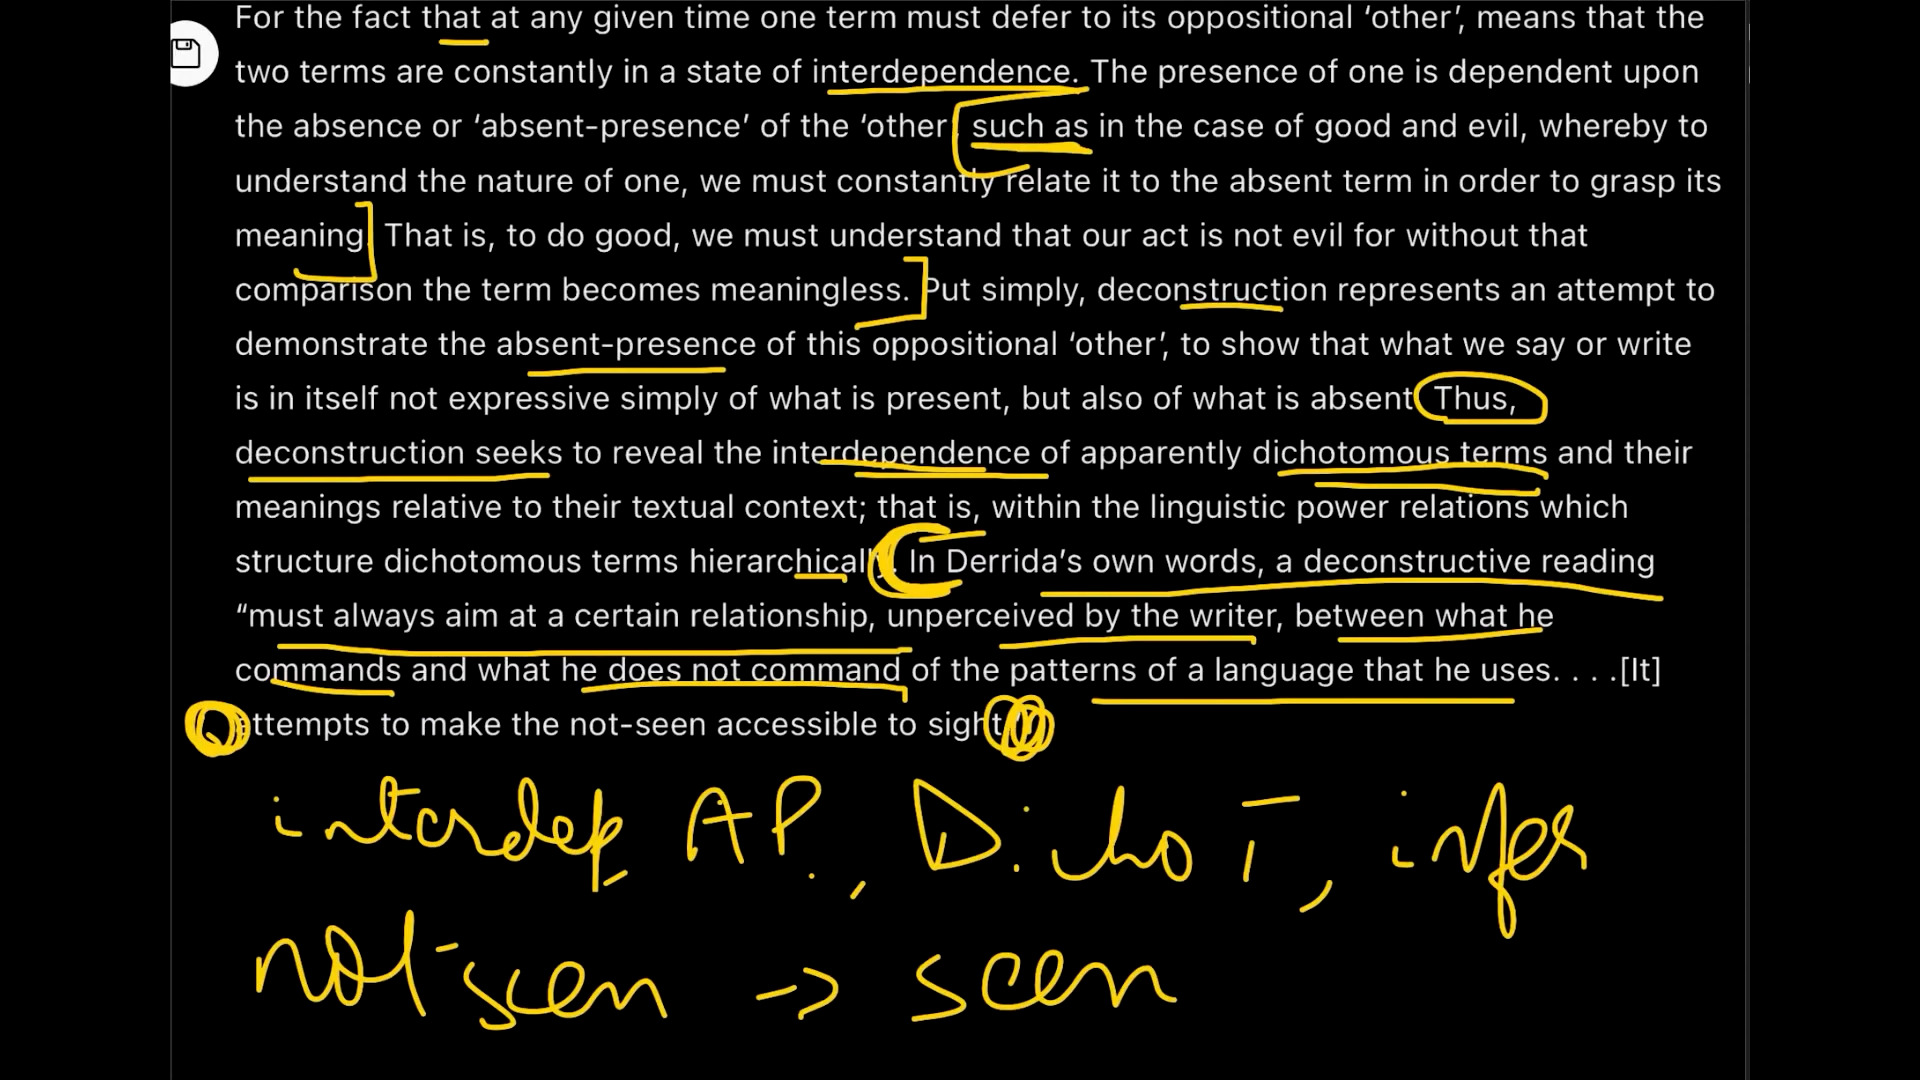 For the fact that at any given time one term must defer to its oppositional ‘other’, means that the
two terms are constantly in a state of interdependence. The presence of one is dependent upon
the absence or ‘absent-presence’ of the ‘other such as in the case of good and evil, whereby to
understand the nature of one, we must constantly relate it to the absent term in order to grasp its
meaning. That is, to do good, we must understand that our act is not evil for without that
comparison the term becomes meaningless. Put simply, deconstruction represents an attempt to
demonstrate the absent-presence of this oppositional ‘other’, to show that what we say or write
is in itself not expressive simply of what is present, but also of what is absent Thus,
deconstruction seeks to reveal the interdependence of apparently dichotomous terms and their
meanings relative to their textual context; that is, within the linguistic power relations which
structure dichotomous terms hierarchically. In Derrida’s own words, a deconstructive reading
“must always aim at a certain relationship, unperceived by the writer, between what he
commands and what he does not command of the patterns of a language that he uses. . . .[It]
attempts to make the not-seen accessible to sight
interdep, AP., Dicho T, infer
not-seen -> seen